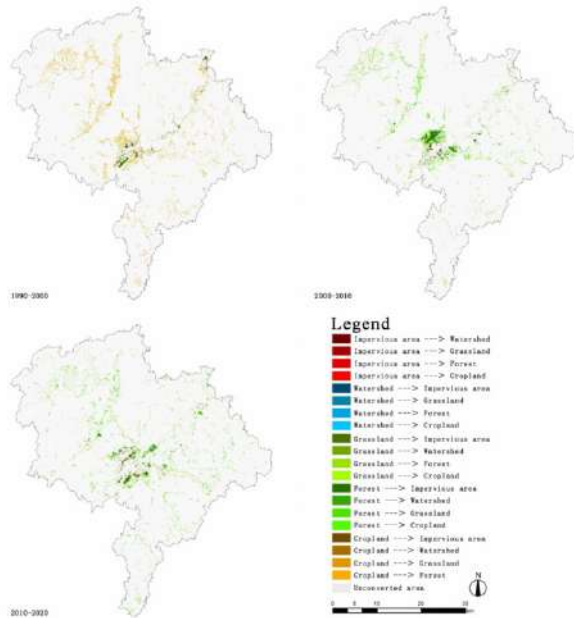 1990-2000
2000-2010
2010-2020
Legend
Impervious area ---> Watershed
Impervious area ---> Grassland
Impervious area ---> Forest
Impervious area ---> Cropland
Watershed ---> Impervious area
Watershed ---> Grassland
Watershed ---> Forest
Watershed ---> Cropland
Grassland ---> Impervious area
Grassland ---> Watershed
Grassland ---> Forest
Grassland ---> Cropland
Forest ---> Impervious area
Forest ---> Watershed
Forest ---> Grassland
Forest ---> Cropland
Cropland ---> Impervious area
Cropland ---> Watershed
Cropland ---> Grassland
Cropland ---> Forest
Unconverted area
N
0 5 10 20 30